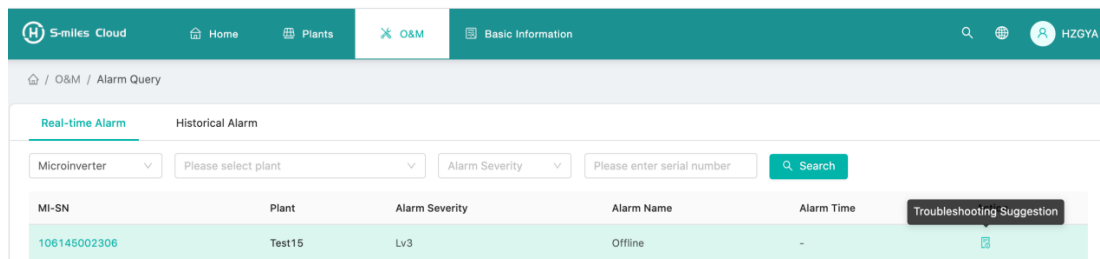 S-miles Cloud Home Plants O&M Basic Information HZGYA
/ O&M / Alarm Query
Real-time Alarm Historical Alarm
Microinverter Please select plant Alarm Severity Please enter serial number Search
MI-SN Plant Alarm Severity Alarm Name Alarm Time
Troubleshooting Suggestion
106145002306 Test15 Lv3 Offline -